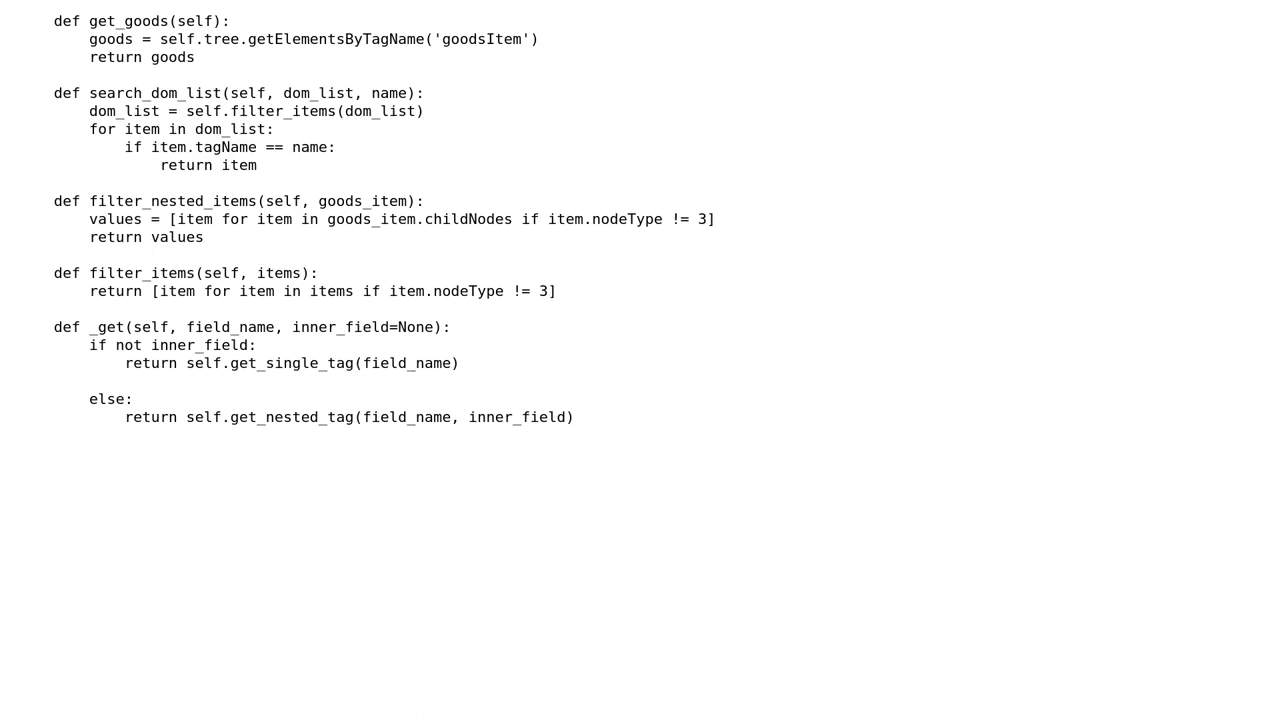 def get_goods(self):
    goods = self.tree.getElementsByTagName('goodsItem')
    return goods

def search_dom_list(self, dom_list, name):
    dom_list = self.filter_items(dom_list)
    for item in dom_list:
        if item.tagName == name:
            return item

def filter_nested_items(self, goods_item):
    values = [item for item in goods_item.childNodes if item.nodeType != 3]
    return values

def filter_items(self, items):
    return [item for item in items if item.nodeType != 3]

def _get(self, field_name, inner_field=None):
    if not inner_field:
        return self.get_single_tag(field_name)

    else:
        return self.get_nested_tag(field_name, inner_field)